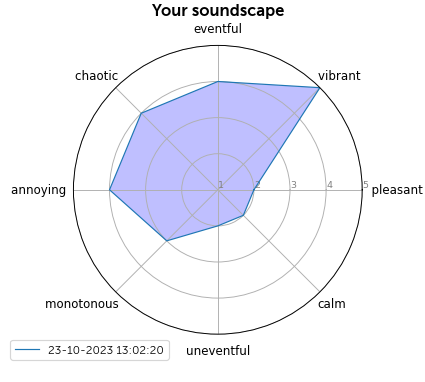 Your soundscape
eventful
chaotic
vibrant
annoying
1 2 3 4 5
pleasant
monotonous
calm
23-10-2023 13:02:20
uneventful